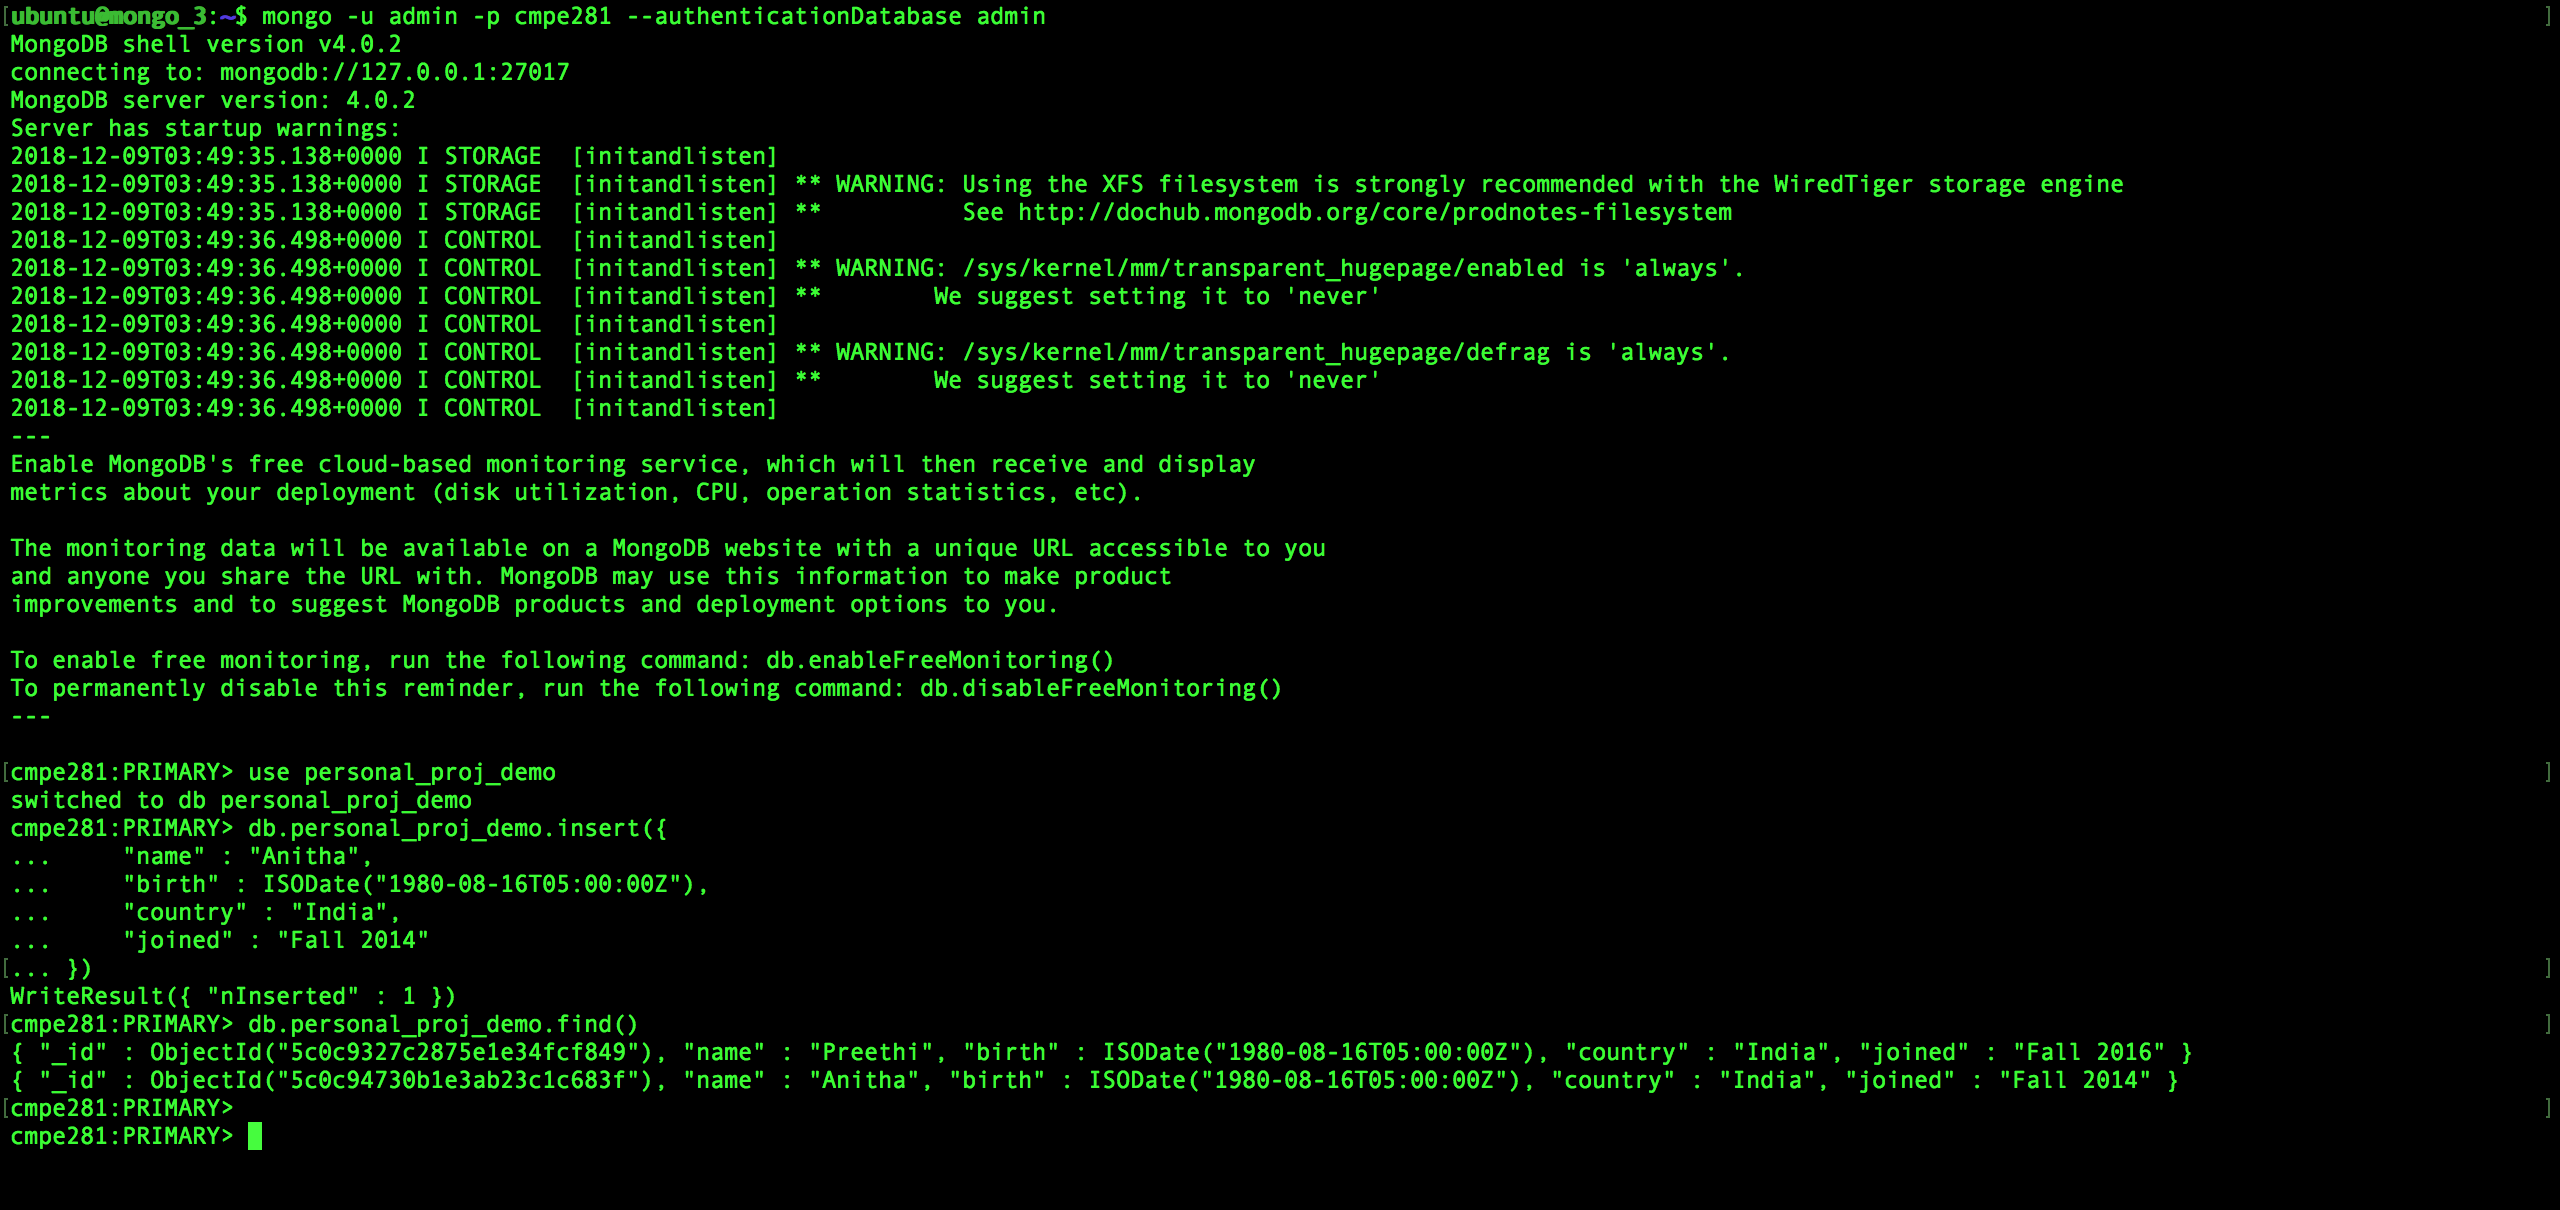 [ubuntu@mongo_3:~$ mongo -u admin -p cmpe281 --authenticationDatabase admin ]
MongoDB shell version v4.0.2
connecting to: mongodb://127.0.0.1:27017
MongoDB server version: 4.0.2
Server has startup warnings:
2018-12-09T03:49:35.138+0000 I STORAGE  [initandlisten]
2018-12-09T03:49:35.138+0000 I STORAGE  [initandlisten] ** WARNING: Using the XFS filesystem is strongly recommended with the WiredTiger storage engine
2018-12-09T03:49:35.138+0000 I STORAGE  [initandlisten] **          See http://dochub.mongodb.org/core/prodnotes-filesystem
2018-12-09T03:49:36.498+0000 I CONTROL  [initandlisten]
2018-12-09T03:49:36.498+0000 I CONTROL  [initandlisten] ** WARNING: /sys/kernel/mm/transparent_hugepage/enabled is 'always'.
2018-12-09T03:49:36.498+0000 I CONTROL  [initandlisten] **        We suggest setting it to 'never'
2018-12-09T03:49:36.498+0000 I CONTROL  [initandlisten]
2018-12-09T03:49:36.498+0000 I CONTROL  [initandlisten] ** WARNING: /sys/kernel/mm/transparent_hugepage/defrag is 'always'.
2018-12-09T03:49:36.498+0000 I CONTROL  [initandlisten] **        We suggest setting it to 'never'
2018-12-09T03:49:36.498+0000 I CONTROL  [initandlisten]
---
Enable MongoDB's free cloud-based monitoring service, which will then receive and display
metrics about your deployment (disk utilization, CPU, operation statistics, etc).

The monitoring data will be available on a MongoDB website with a unique URL accessible to you
and anyone you share the URL with. MongoDB may use this information to make product
improvements and to suggest MongoDB products and deployment options to you.

To enable free monitoring, run the following command: db.enableFreeMonitoring()
To permanently disable this reminder, run the following command: db.disableFreeMonitoring()
---

[cmpe281:PRIMARY> use personal_proj_demo ]
switched to db personal_proj_demo
cmpe281:PRIMARY> db.personal_proj_demo.insert({
...     "name" : "Anitha",
...     "birth" : ISODate("1980-08-16T05:00:00Z"),
...     "country" : "India",
...     "joined" : "Fall 2014"
[... }) ]
WriteResult({ "nInserted" : 1 })
[cmpe281:PRIMARY> db.personal_proj_demo.find() ]
{ "_id" : ObjectId("5c0c9327c2875e1e34fcf849"), "name" : "Preethi", "birth" : ISODate("1980-08-16T05:00:00Z"), "country" : "India", "joined" : "Fall 2016" }
{ "_id" : ObjectId("5c0c94730b1e3ab23c1c683f"), "name" : "Anitha", "birth" : ISODate("1980-08-16T05:00:00Z"), "country" : "India", "joined" : "Fall 2014" }
[cmpe281:PRIMARY> ]
cmpe281:PRIMARY>